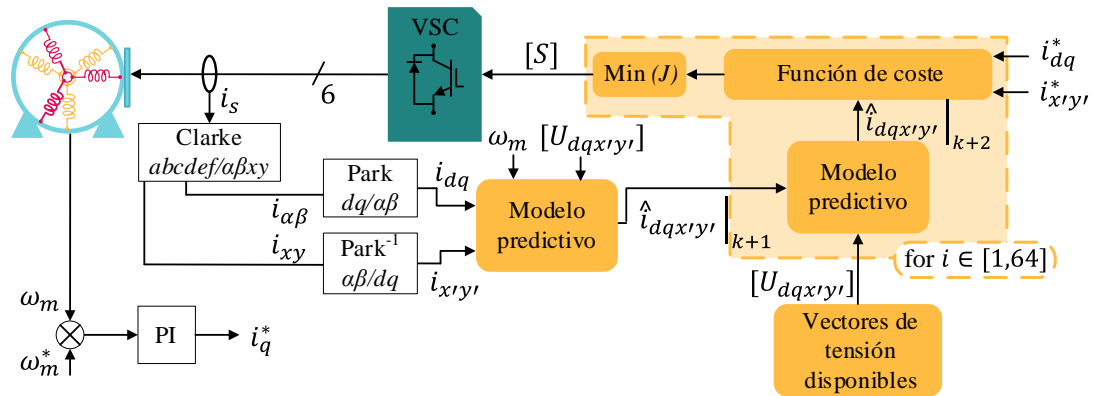 VSC
[S]
Min (J)
Función de coste
i*dq
i*x′y′
6
is
Clarke
abcdef/αβxy
ωm
[Udqx′y′]
îdqx′y′
k+2
Park
dq/αβ
idq
iαβ
Modelo
predictivo
Modelo
predictivo
îdqx′y′
k+1
ixy
Park-1
αβ/dq
ix′y′
for i ∈ [1,64]
[Udqx′y′]
ωm
PI
i*q
ω*m
Vectores de
tensión
disponibles